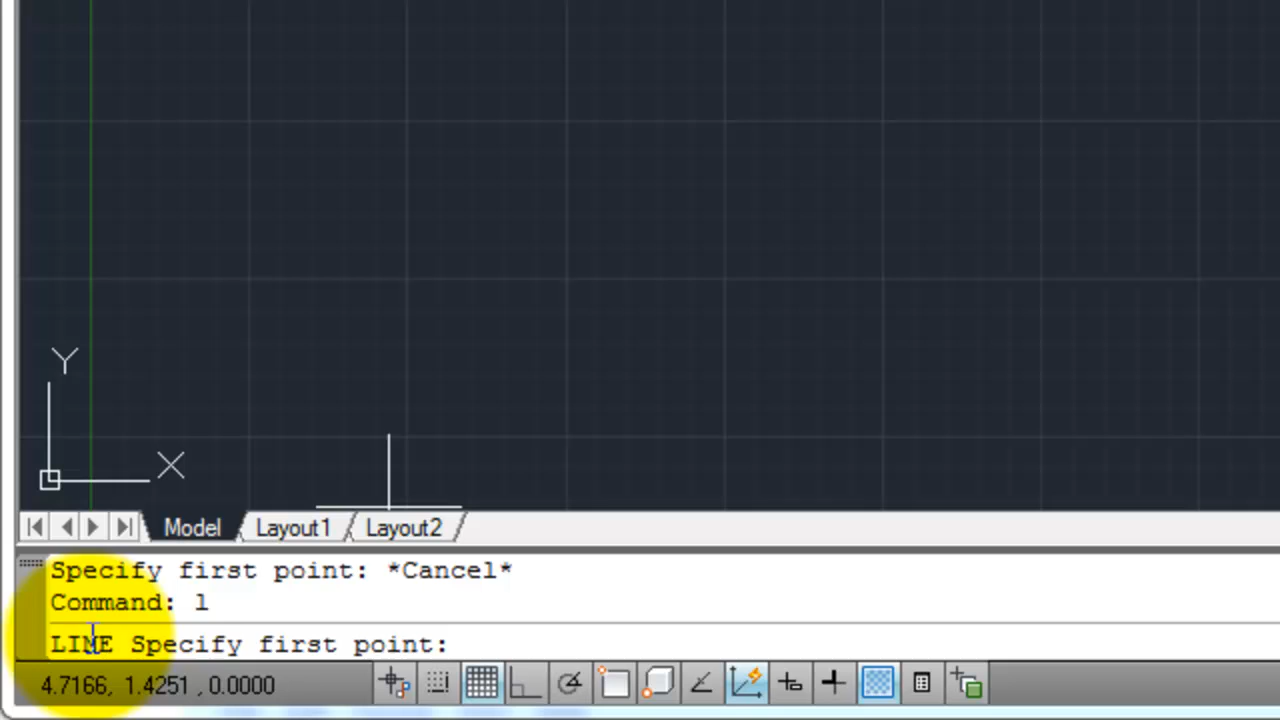 Y
X
Model Layout1 Layout2
Specify first point: *Cancel*
Command: l
LINE Specify first point:
4.7166, 1.4251 , 0.0000